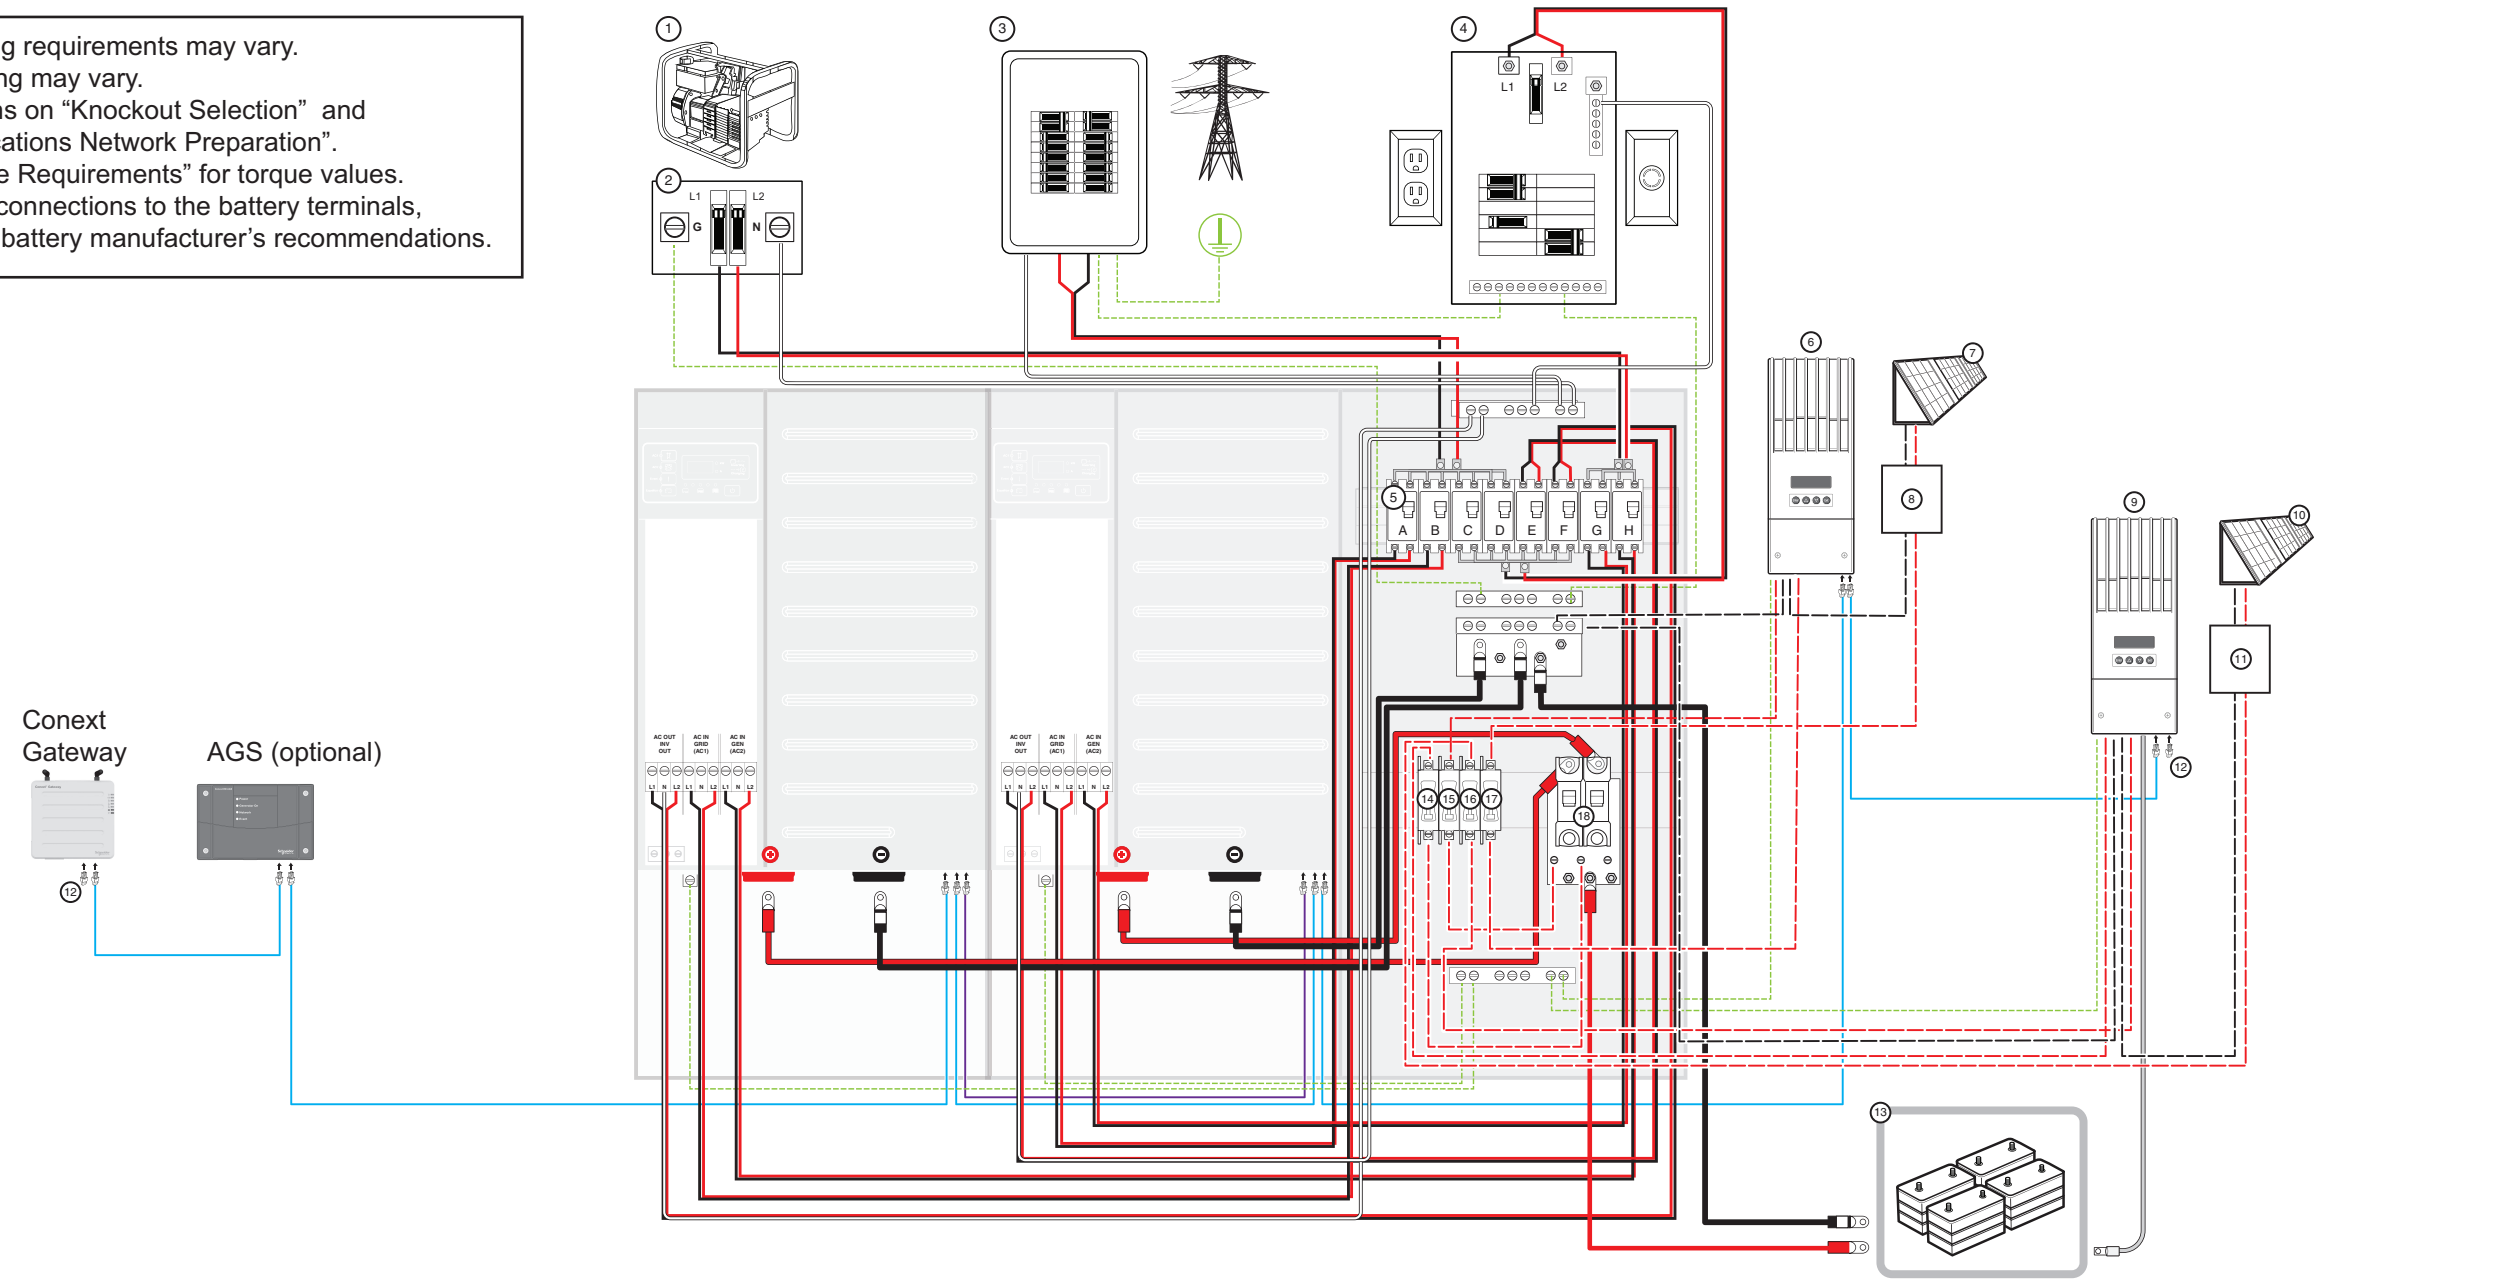 g requirements may vary.
ng may vary.
ns on “Knockout Selection” and
cations Network Preparation”.
e Requirements” for torque values.
connections to the battery terminals,
battery manufacturer’s recommendations.
1
3
4
L1 L2
2
L1 L2
G N
6
7
8
5
A B C D E F G H
9
10
11
12
Conext
Gateway
AGS (optional)
AC OUT INV OUT
AC IN GRID (AC1)
AC IN GEN (AC2)
L1 N L2 L1 N L2 L1 N L2
AC OUT INV OUT
AC IN GRID (AC1)
AC IN GEN (AC2)
L1 N L2 L1 N L2 L1 N L2
14 15 16 17
18
12
13